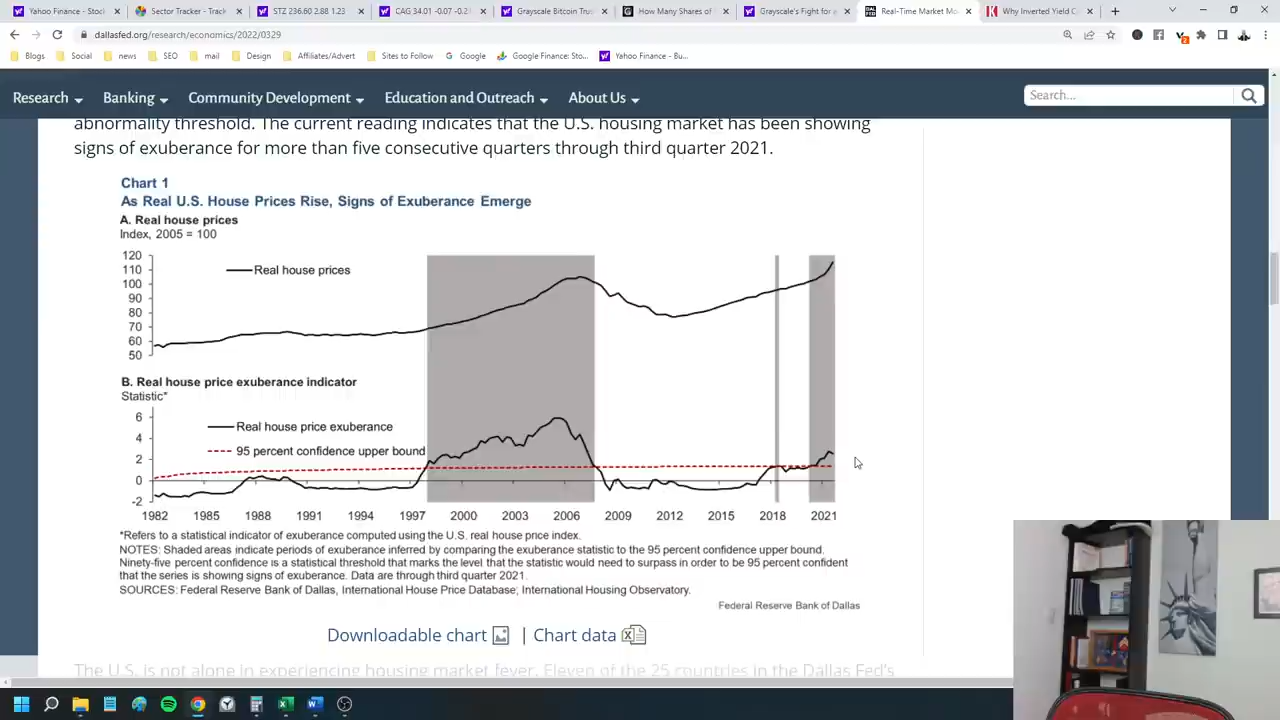 Yahoo Finance -
Sector Tracker - Track
STZ 236.60 2.88 1.23
CAG 34.01 -0.07 -0.
Grayscale Bitcoin Trus
How Many Shares of
Grayscale's Fight for
Real-Time Market Mo
Why Inverted Yield C
dallasfed.org/research/economics/2022/0329
Blogs
Social
news
SEO
mail
Design
Affiliates/Advert
Sites to Follow
Google
Google Finance: Sto...
Yahoo Finance - Bu...
Research
Banking
Community Development
Education and Outreach
About Us
Search...
abnormality threshold. The current reading indicates that the U.S. housing market has been showing
signs of exuberance for more than five consecutive quarters through third quarter 2021.
Chart 1
As Real U.S. House Prices Rise, Signs of Exuberance Emerge
A. Real house prices
Index, 2005 = 100
120
110
100
90
80
70
60
50
Real house prices
B. Real house price exuberance indicator
Statistic*
6
4
2
0
-2
Real house price exuberance
95 percent confidence upper bound
1982 1985 1988 1991 1994 1997 2000 2003 2006 2009 2012 2015 2018 2021
*Refers to a statistical indicator of exuberance computed using the U.S. real house price index.
NOTES: Shaded areas indicate periods of exuberance inferred by comparing the exuberance statistic to the 95 percent confidence upper bound.
Ninety-five percent confidence is a statistical threshold that marks the level that the statistic would need to surpass in order to be 95 percent confident
that the series is showing signs of exuberance. Data are through third quarter 2021.
SOURCES: Federal Reserve Bank of Dallas, International House Price Database; International Housing Observatory.
Federal Reserve Bank of Dallas
Downloadable chart | Chart data
The U.S. is not alone in experiencing housing market fever. Eleven of the 25 countries in the Dallas Fed's